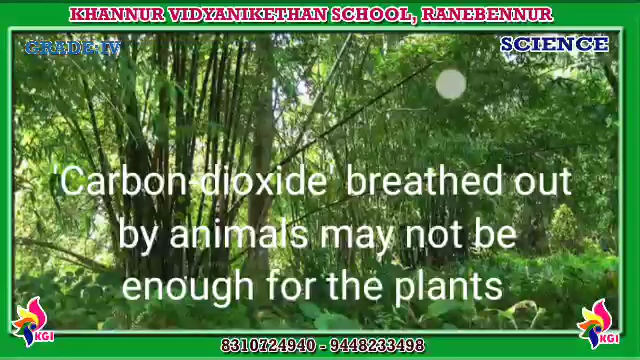 KHANNUR VIDYANIKETHAN SCHOOL, RANEBENNUR
GRADE:IV
SCIENCE
'Carbon-dioxide breathed out
by animals may not be
enough for the plants
KGI
KGI
8310724940 - 9448233498